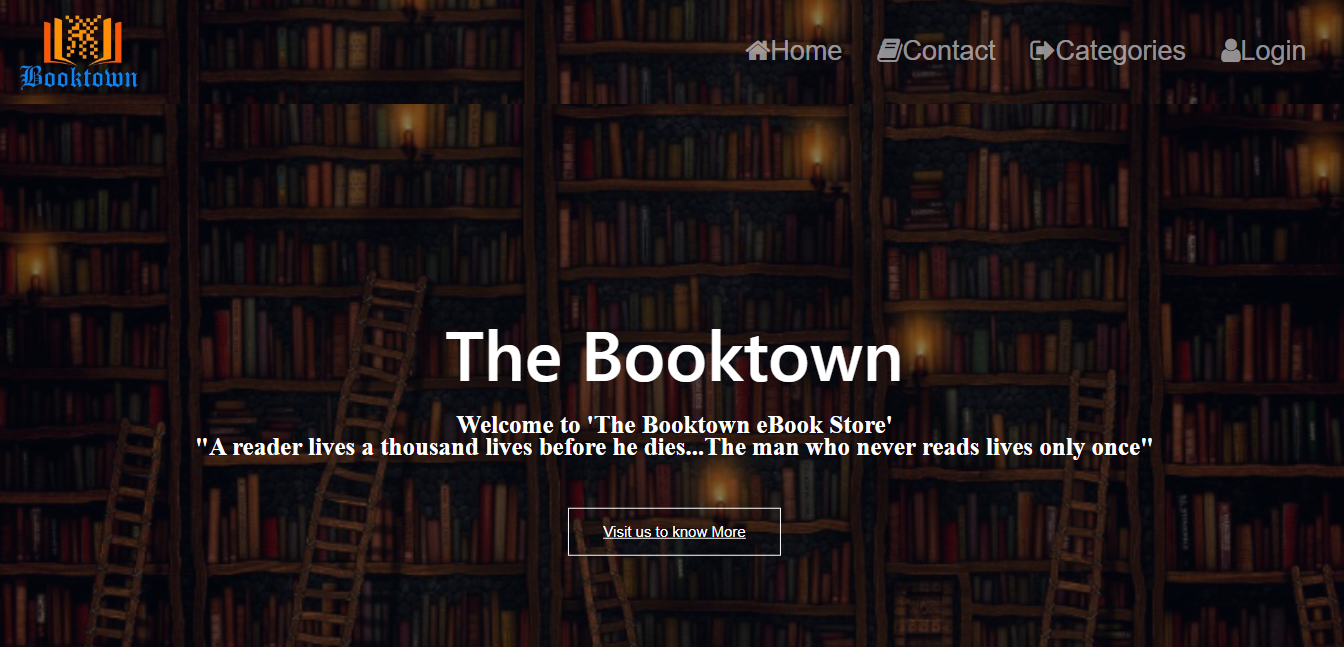 Booktown
Home Contact Categories Login
The Booktown
Welcome to 'The Booktown eBook Store'
"A reader lives a thousand lives before he dies...The man who never reads lives only once"
Visit us to know More